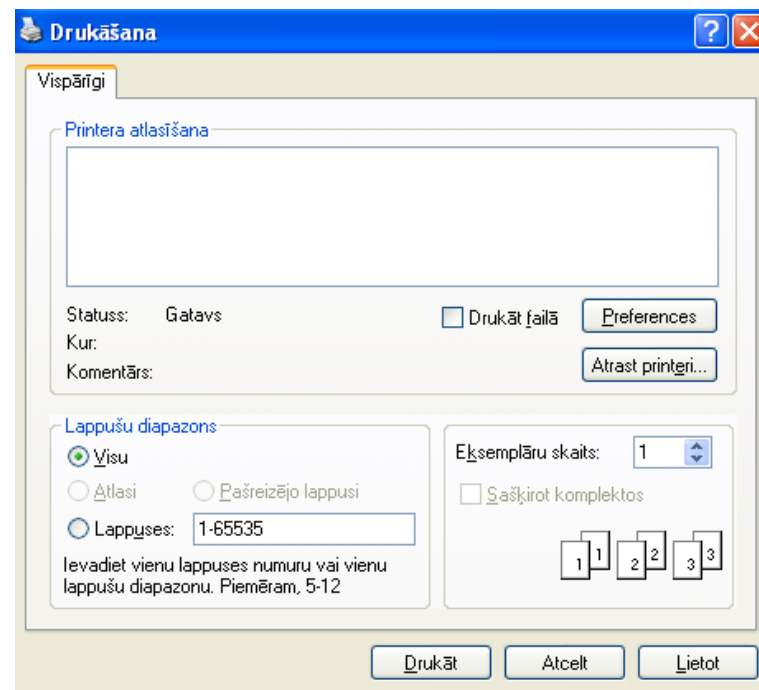 Drukāšana
Vispārīgi
Printera atlasīšana
Statuss: Gatavs
Drukāt failā
Preferences
Kur:
Komentārs:
Atrast printeri...
Lappušu diapazons
Visu
Atlasi
Pašreizējo lappusi
Lappuses: 1-65535
Ievadiet vienu lappuses numuru vai vienu
lappušu diapazonu. Piemēram, 5-12
Eksemplāru skaits: 1
Sašķirot komplektos
1 1 2 2 3 3
Drukāt
Atcelt
Lietot